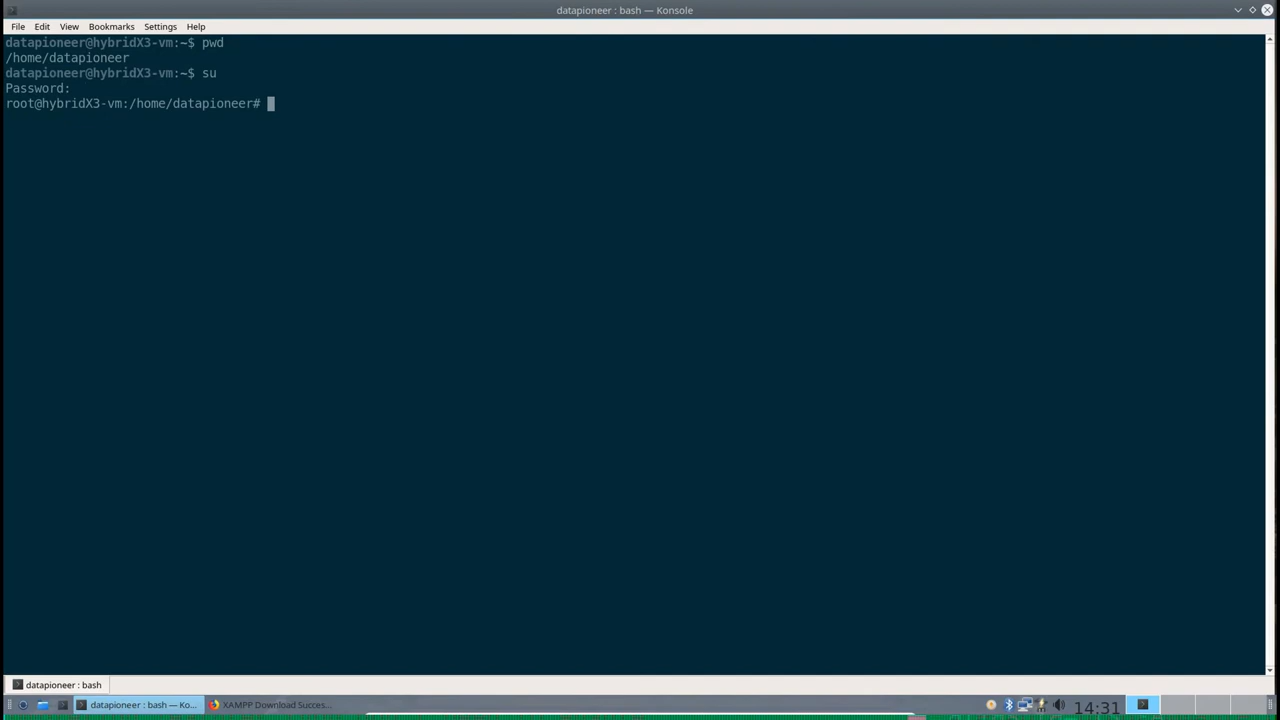 datapioneer : bash — Konsole
File Edit View Bookmarks Settings Help
datapioneer@hybridX3-vm:~$ pwd
/home/datapioneer
datapioneer@hybridX3-vm:~$ su
Password:
root@hybridX3-vm:/home/datapioneer#
datapioneer : bash
datapioneer : bash — Ko... XAMPP Download Succes... 14:31